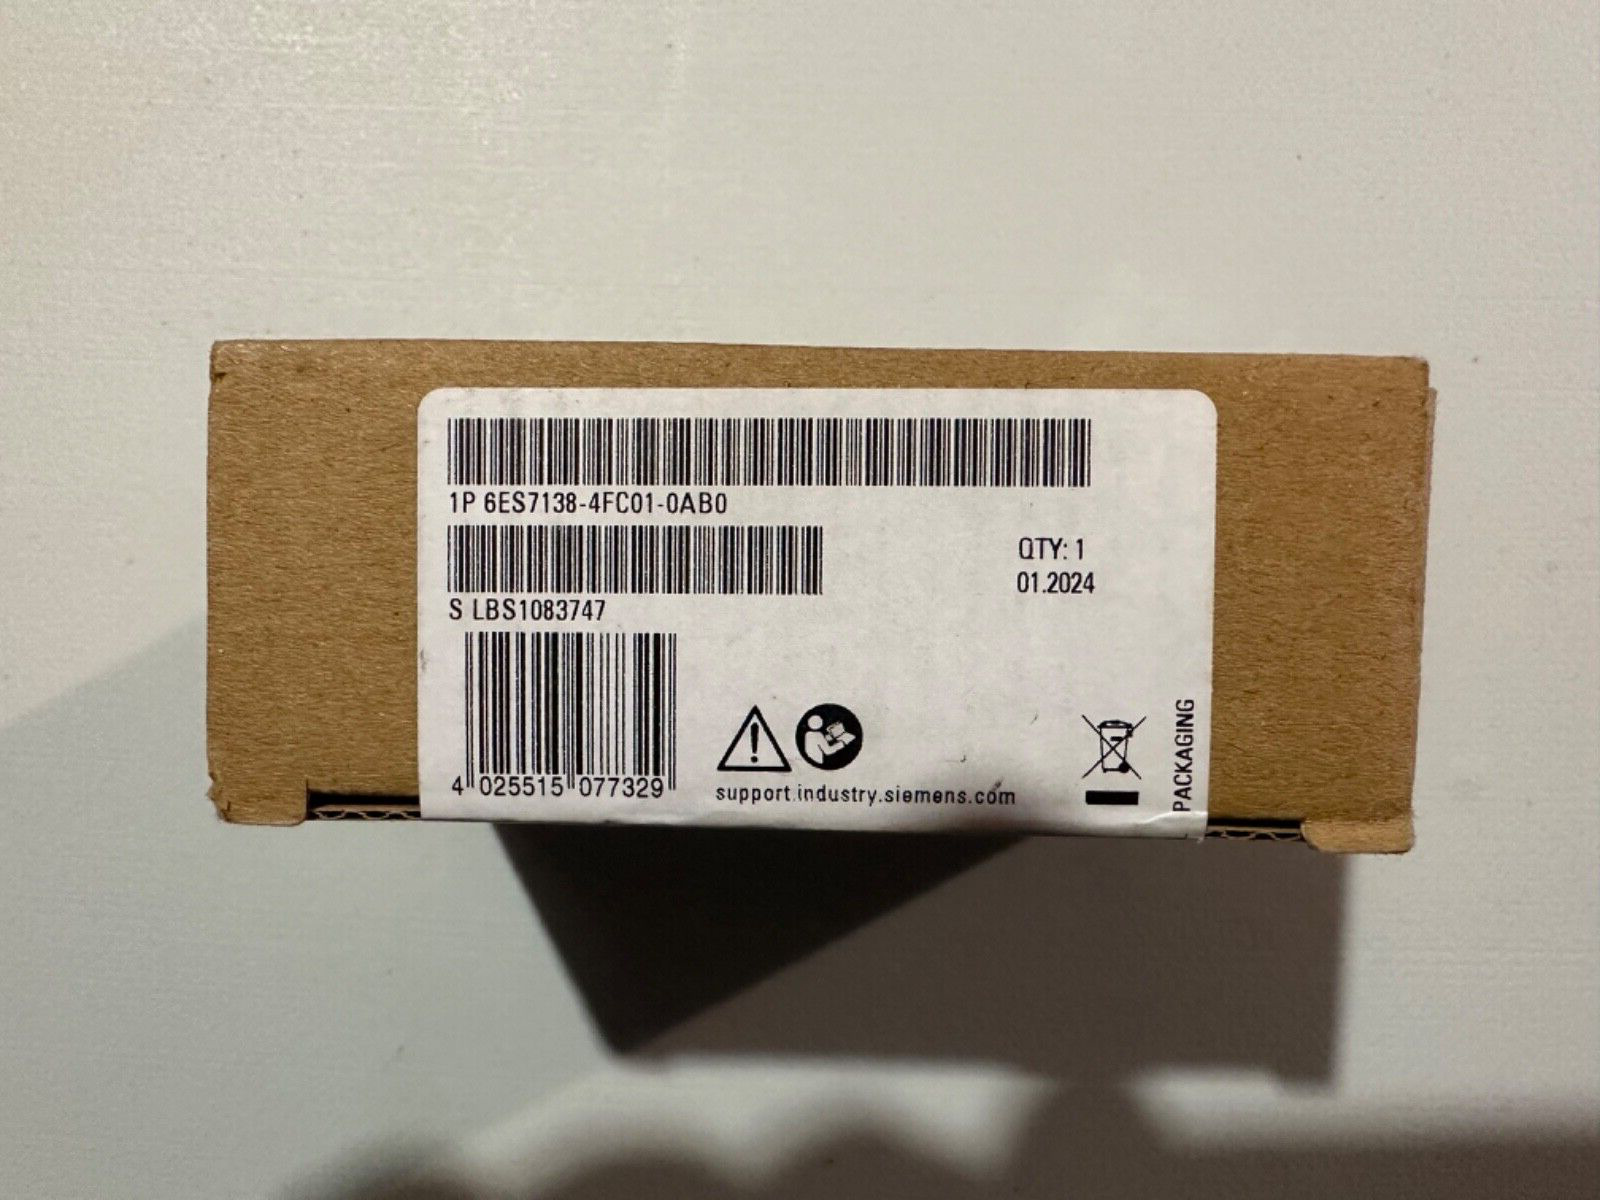 1P 6ES7138-4FC01-0AB0
QTY: 1
01.2024
S LBS1083747
4 025515 077329
support.industry.siemens.com
PACKAGING